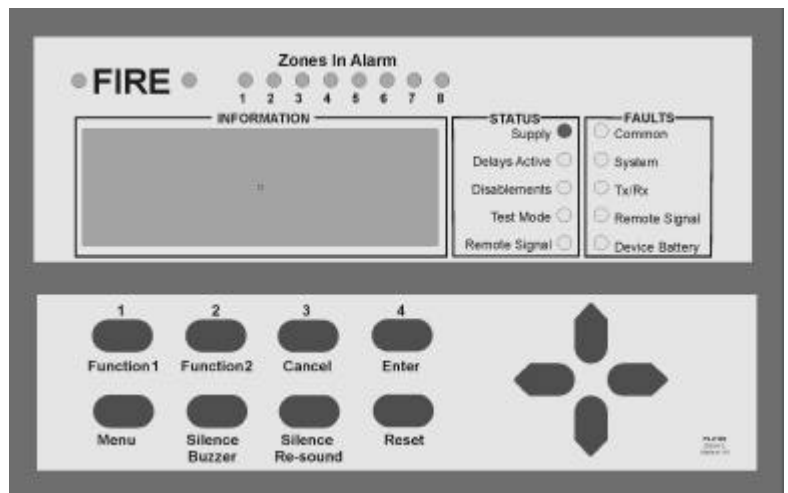 FIRE
Zones In Alarm
1 2 3 4 5 6 7 8
INFORMATION
STATUS
Supply
Delays Active
Disablements
Test Mode
Remote Signal
FAULTS
Common
System
Tx/Rx
Remote Signal
Device Battery
1 2 3 4
Function1 Function2 Cancel Enter
Menu Silence Buzzer Silence Re-sound Reset